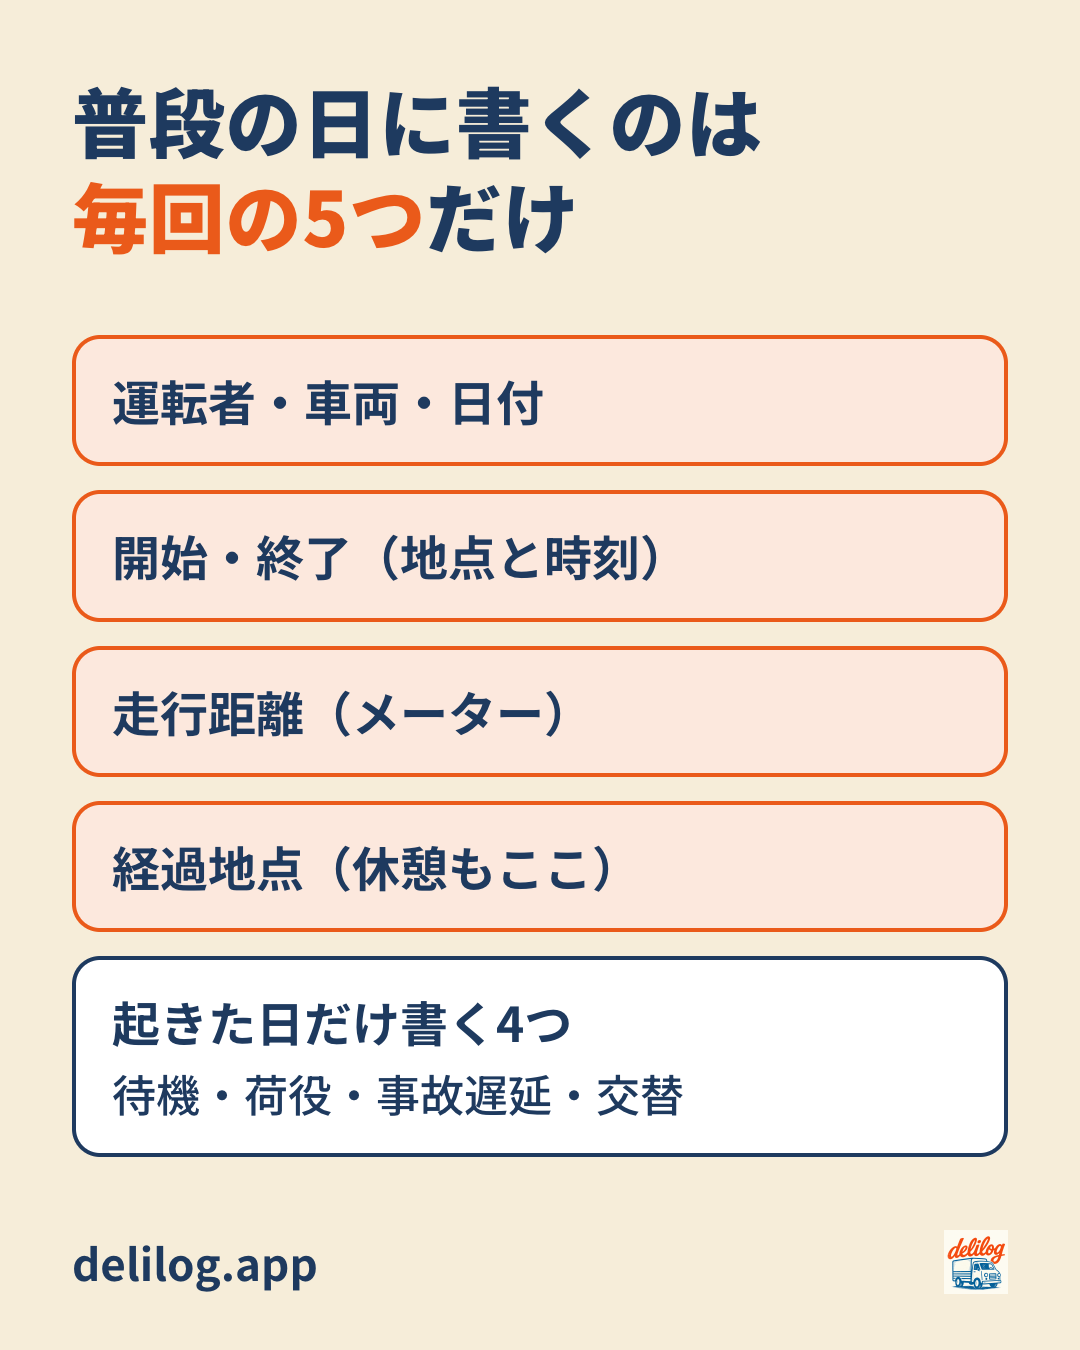 普段の日に書くのは
毎回の5つだけ
運転者・車両・日付
開始・終了（地点と時刻）
走行距離（メーター）
経過地点（休憩もここ）
起きた日だけ書く4つ
待機・荷役・事故遅延・交替
delilog.app
delilog